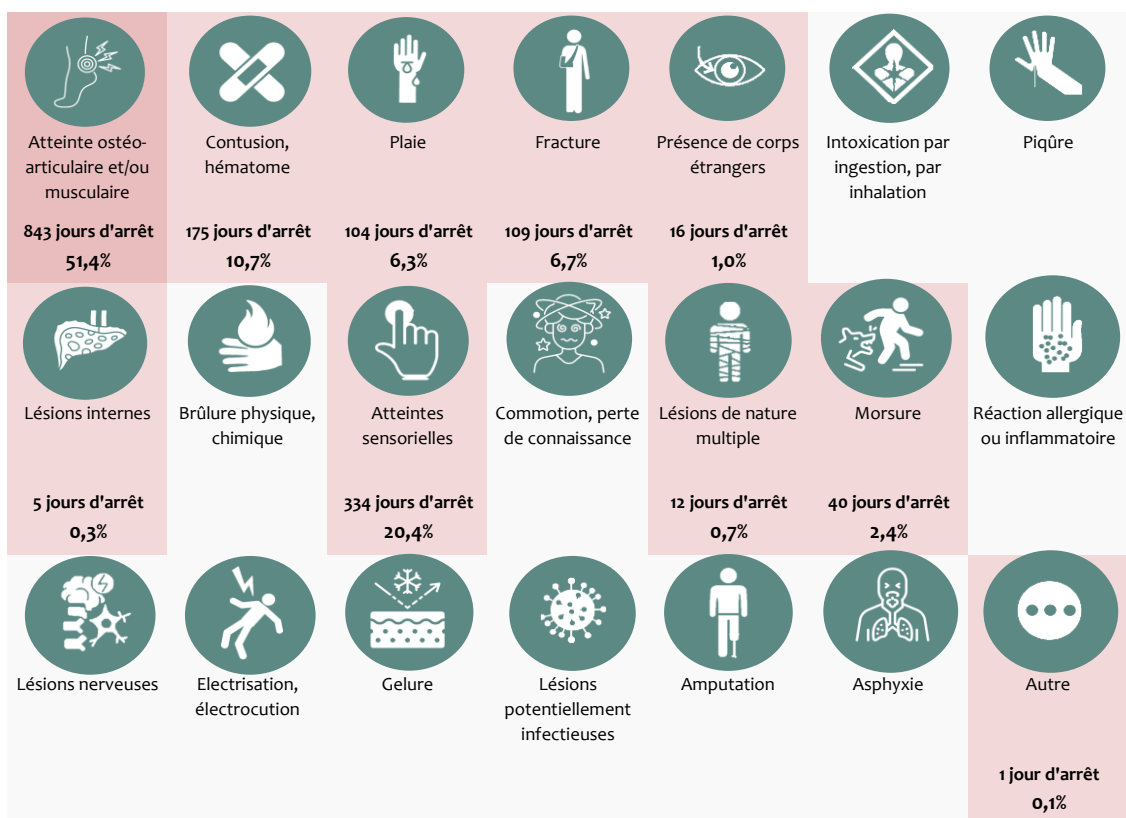 Atteinte ostéo-
articulaire et/ou
musculaire
843 jours d'arrêt
51,4%
Contusion,
hématome
175 jours d'arrêt
10,7%
Plaie
104 jours d'arrêt
6,3%
Fracture
109 jours d'arrêt
6,7%
Présence de corps
étrangers
16 jours d'arrêt
1,0%
Intoxication par
ingestion, par
inhalation
Piqûre
Lésions internes
5 jours d'arrêt
0,3%
Brûlure physique,
chimique
Atteintes
sensorielles
334 jours d'arrêt
20,4%
Commotion, perte
de connaissance
Lésions de nature
multiple
12 jours d'arrêt
0,7%
Morsure
40 jours d'arrêt
2,4%
Réaction allergique
ou inflammatoire
Lésions nerveuses
Electrisation,
électrocution
Gelure
Lésions
potentiellement
infectieuses
Amputation
Asphyxie
Autre
1 jour d'arrêt
0,1%